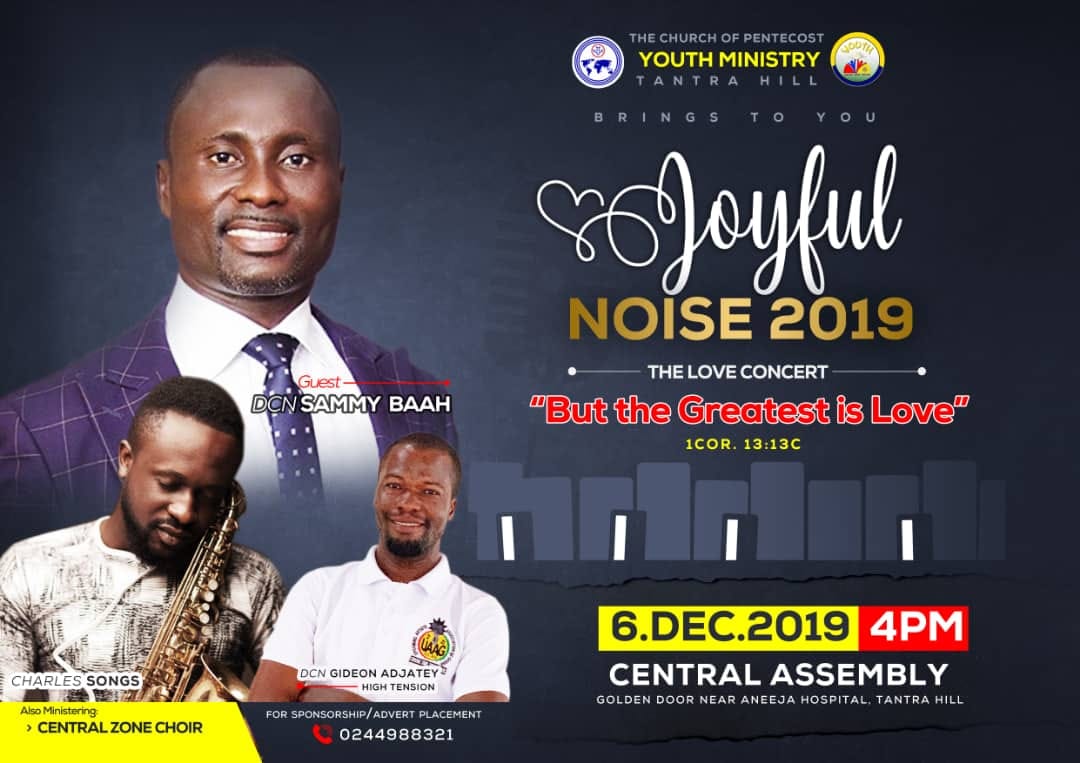 THE CHURCH OF PENTECOST
YOUTH MINISTRY
TANTRA HILL
YOUTH
BRINGS TO YOU
Joyful
NOISE 2019
THE LOVE CONCERT
“But the Greatest is Love”
1COR. 13:13C
Guest
DCN SAMMY BAAH
UAAG
CHARLES SONGS
DCN GIDEON ADJATEY
HIGH TENSION
Also Ministering:
› CENTRAL ZONE CHOIR
FOR SPONSORSHIP/ADVERT PLACEMENT
0244988321
6.DEC.2019 4PM
CENTRAL ASSEMBLY
GOLDEN DOOR NEAR ANEEJA HOSPITAL, TANTRA HILL